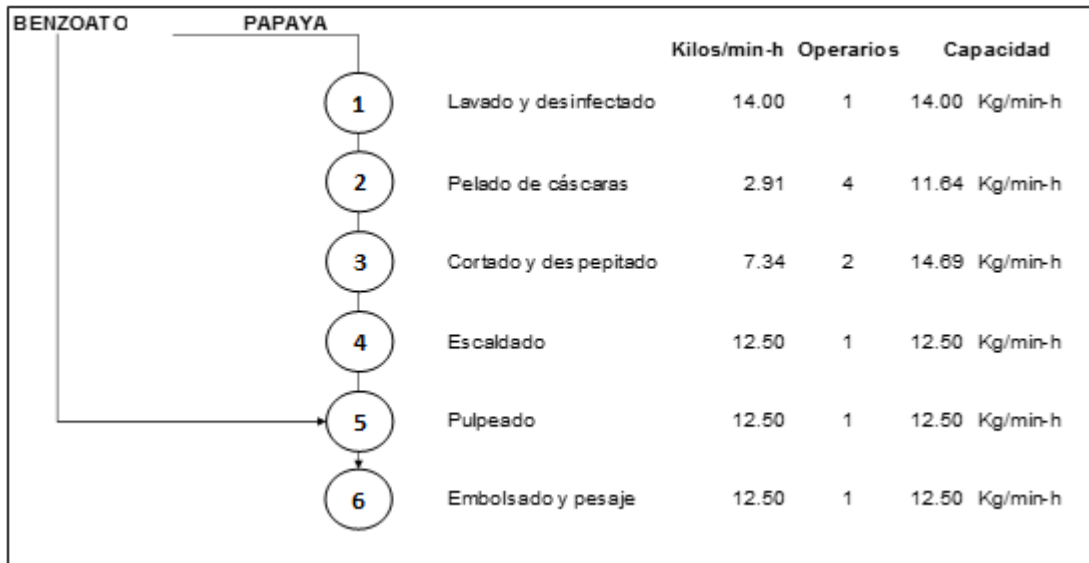 BENZOATO PAPAYA
Kilos/min-h Operarios Capacidad
1 Lavado y desinfectado 14.00 1 14.00 Kg/min-h
2 Pelado de cáscaras 2.91 4 11.64 Kg/min-h
3 Cortado y despepitado 7.34 2 14.69 Kg/min-h
4 Escaldado 12.50 1 12.50 Kg/min-h
5 Pulpeado 12.50 1 12.50 Kg/min-h
6 Embolsado y pesaje 12.50 1 12.50 Kg/min-h